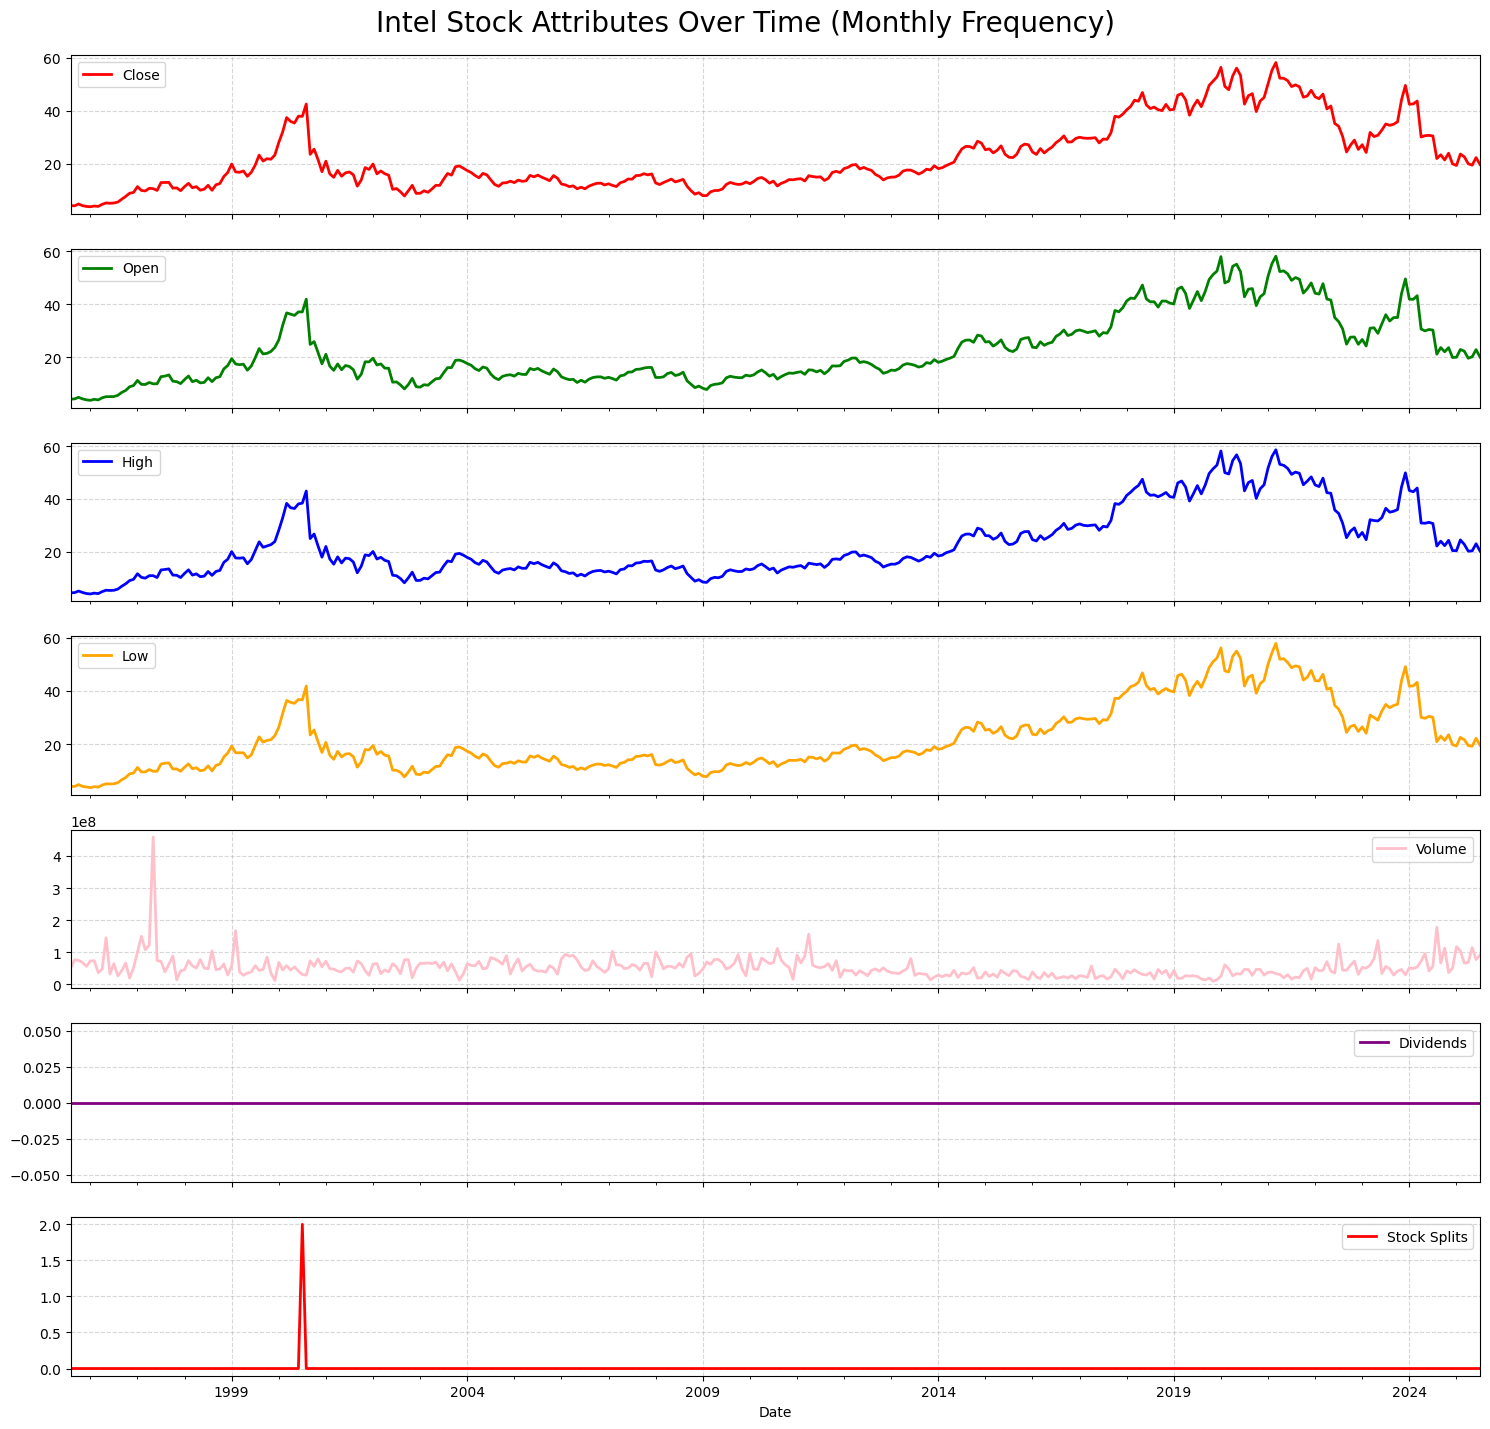 Intel Stock Attributes Over Time (Monthly Frequency)
60
40
20
Close
60
40
20
Open
60
40
20
High
60
40
20
Low
1e8
4
3
2
1
0
Volume
0.050
0.025
0.000
−0.025
−0.050
Dividends
2.0
1.5
1.0
0.5
0.0
Stock Splits
1999 2004 2009 2014 2019 2024
Date